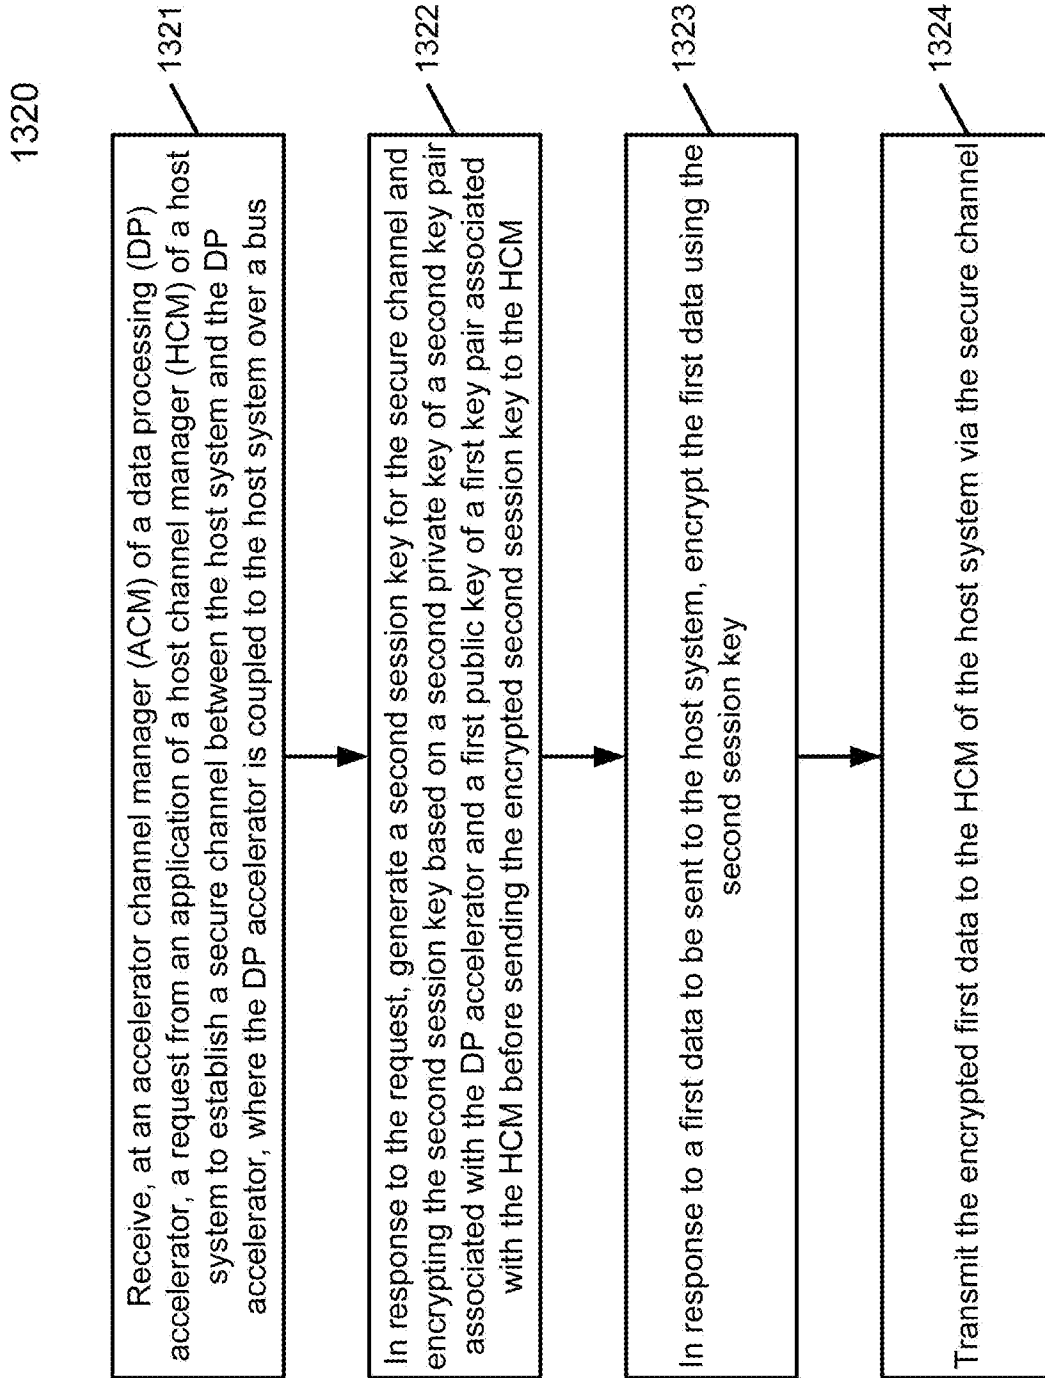 1320
Receive, at an accelerator channel manager (ACM) of a data processing (DP)
accelerator, a request from an application of a host channel manager (HCM) of a host
system to establish a secure channel between the host system and the DP
accelerator, where the DP accelerator is coupled to the host system over a bus
1321
In response to the request, generate a second session key for the secure channel and
encrypting the second session key based on a second private key of a second key pair
associated with the DP accelerator and a first public key of a first key pair associated
with the HCM before sending the encrypted second session key to the HCM
1322
In response to a first data to be sent to the host system, encrypt the first data using the
second session key
1323
Transmit the encrypted first data to the HCM of the host system via the secure channel
1324